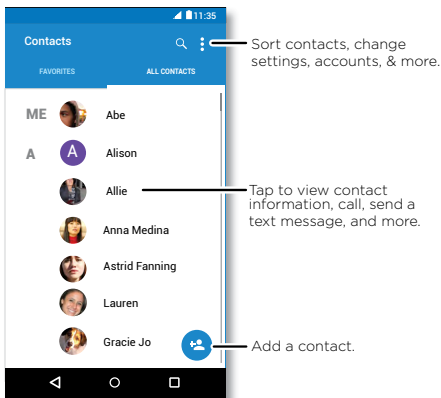 11:35
Contacts
FAVORITES ALL CONTACTS
ME Abe
A A Alison
Allie
Anna Medina
Astrid Fanning
Lauren
Gracie Jo
Sort contacts, change
settings, accounts, & more.
Tap to view contact
information, call, send a
text message, and more.
Add a contact.